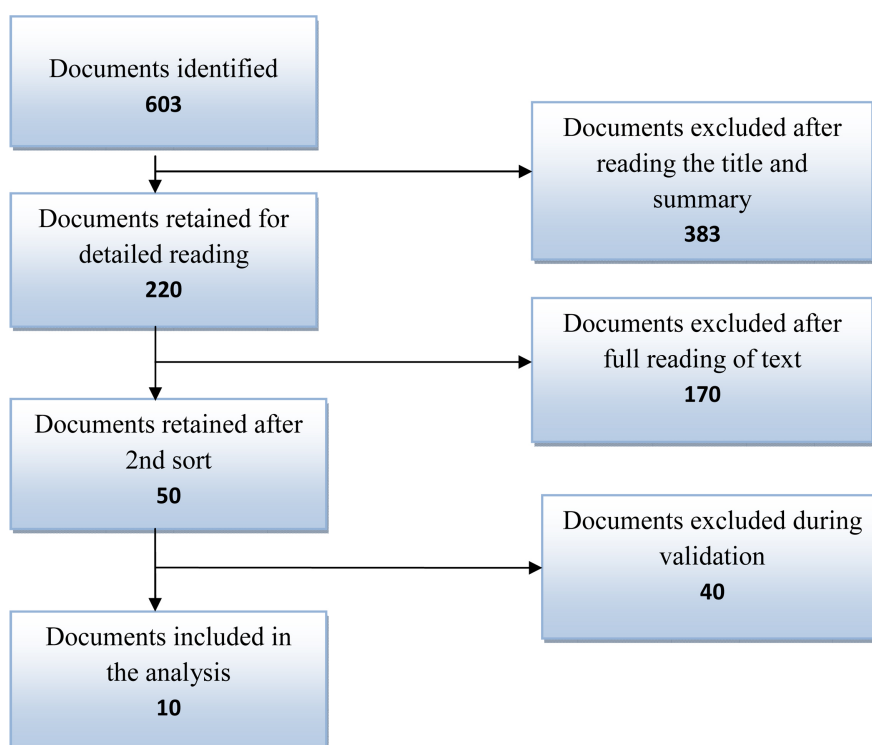 Documents identified
603
Documents excluded after
reading the title and
summary
383
Documents retained for
detailed reading
220
Documents excluded after
full reading of text
170
Documents retained after
2nd sort
50
Documents excluded during
validation
40
Documents included in
the analysis
10